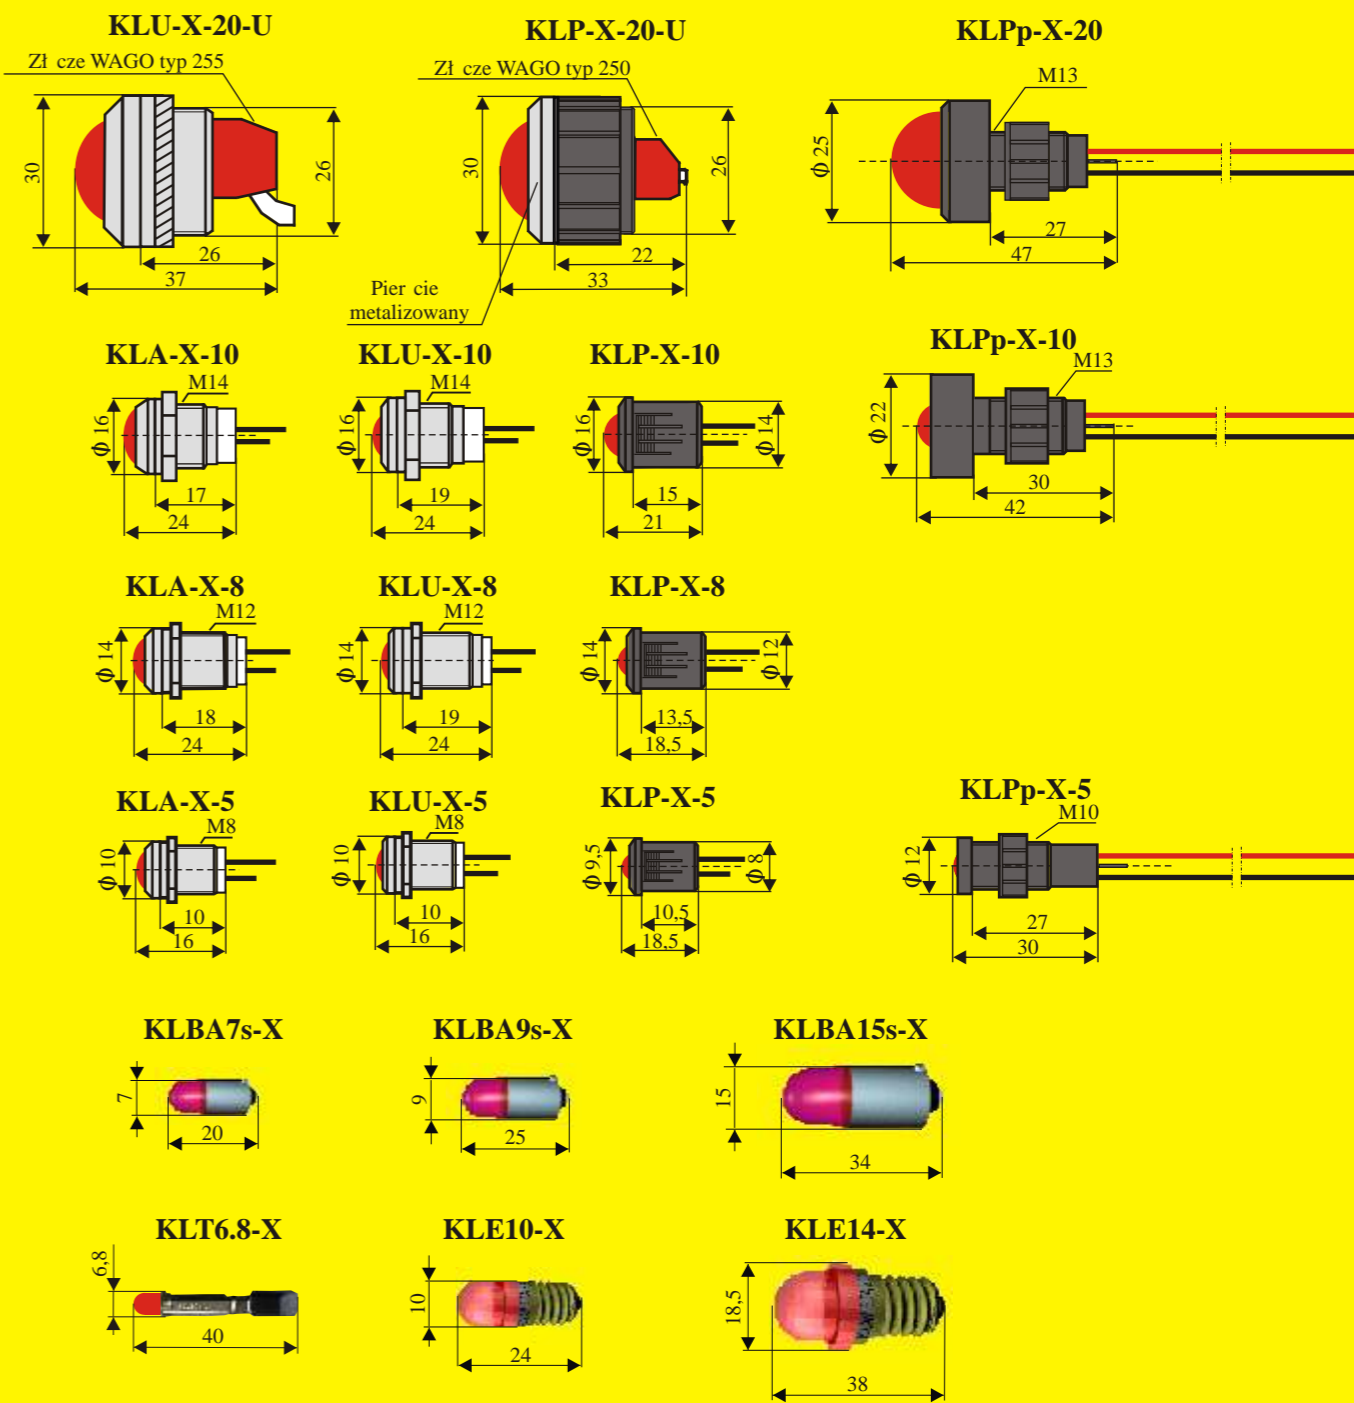 KLU-X-20-U
KLP-X-20-U
KLPp-X-20
Zł cze WAGO typ 255
Zł cze WAGO typ 250
M13
30
26
26
37
30
26
22
33
Φ 25
27
47
Pier cie
metalizowany
KLA-X-10
KLU-X-10
KLP-X-10
KLPp-X-10
M14
Φ 16
17
24
M14
Φ 16
19
24
Φ 16
Φ 14
15
21
M13
Φ 22
30
42
KLA-X-8
KLU-X-8
KLP-X-8
M12
Φ 14
18
24
M12
Φ 14
19
24
Φ 14
Φ 12
13,5
18,5
KLA-X-5
KLU-X-5
KLP-X-5
KLPp-X-5
M8
Φ 10
10
16
M8
Φ 10
10
16
Φ 9,5
Φ 8
10,5
18,5
M10
Φ 12
27
30
KLBA7s-X
KLBA9s-X
KLBA15s-X
7
20
9
25
15
34
KLT6.8-X
KLE10-X
KLE14-X
6,8
40
10
24
18,5
38